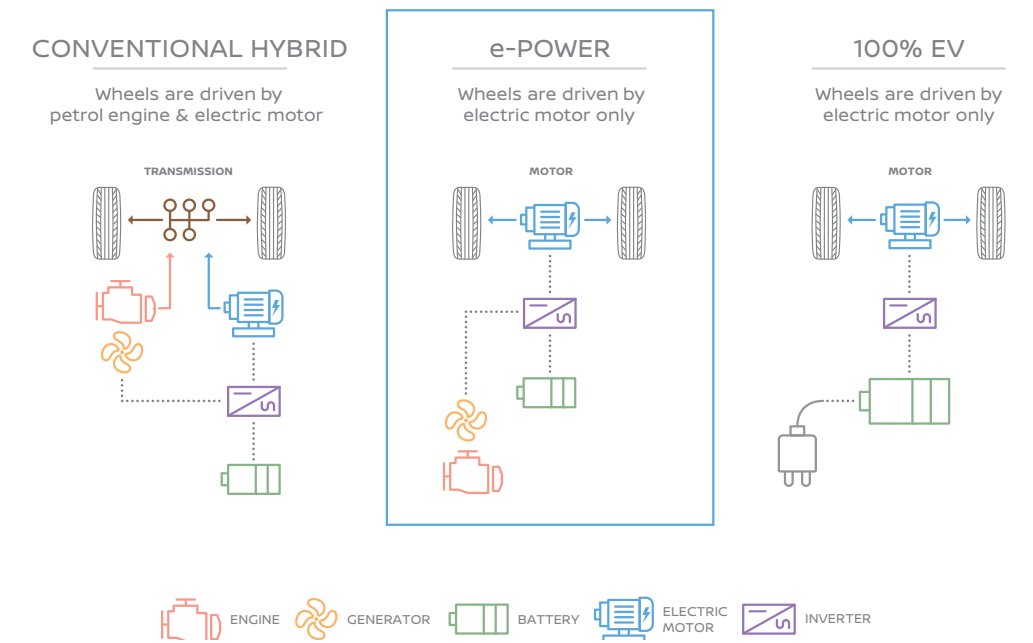 CONVENTIONAL HYBRID
Wheels are driven by
petrol engine & electric motor
TRANSMISSION
e-POWER
Wheels are driven by
electric motor only
MOTOR
100% EV
Wheels are driven by
electric motor only
MOTOR
ENGINE
GENERATOR
BATTERY
ELECTRIC
MOTOR
INVERTER